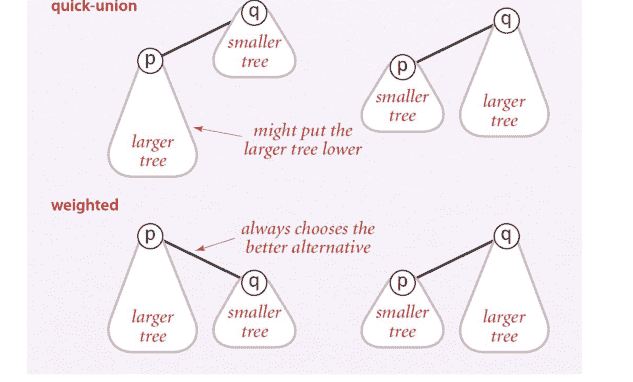 quick-union
q
smaller
tree
p
larger
tree
might put the
larger tree lower
q
p
smaller
tree
larger
tree
weighted
p
always chooses the
better alternative
q
larger
tree
smaller
tree
q
p
smaller
tree
larger
tree